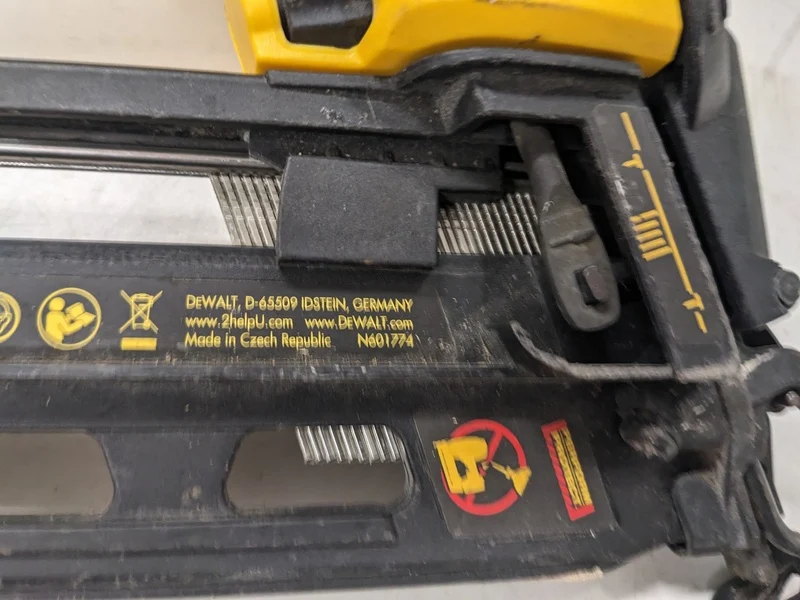 DEWALT, D-65509 IDSTEIN, GERMANY
www.2helpU.com www.DEWALT.com
Made in Czech Republic N601774